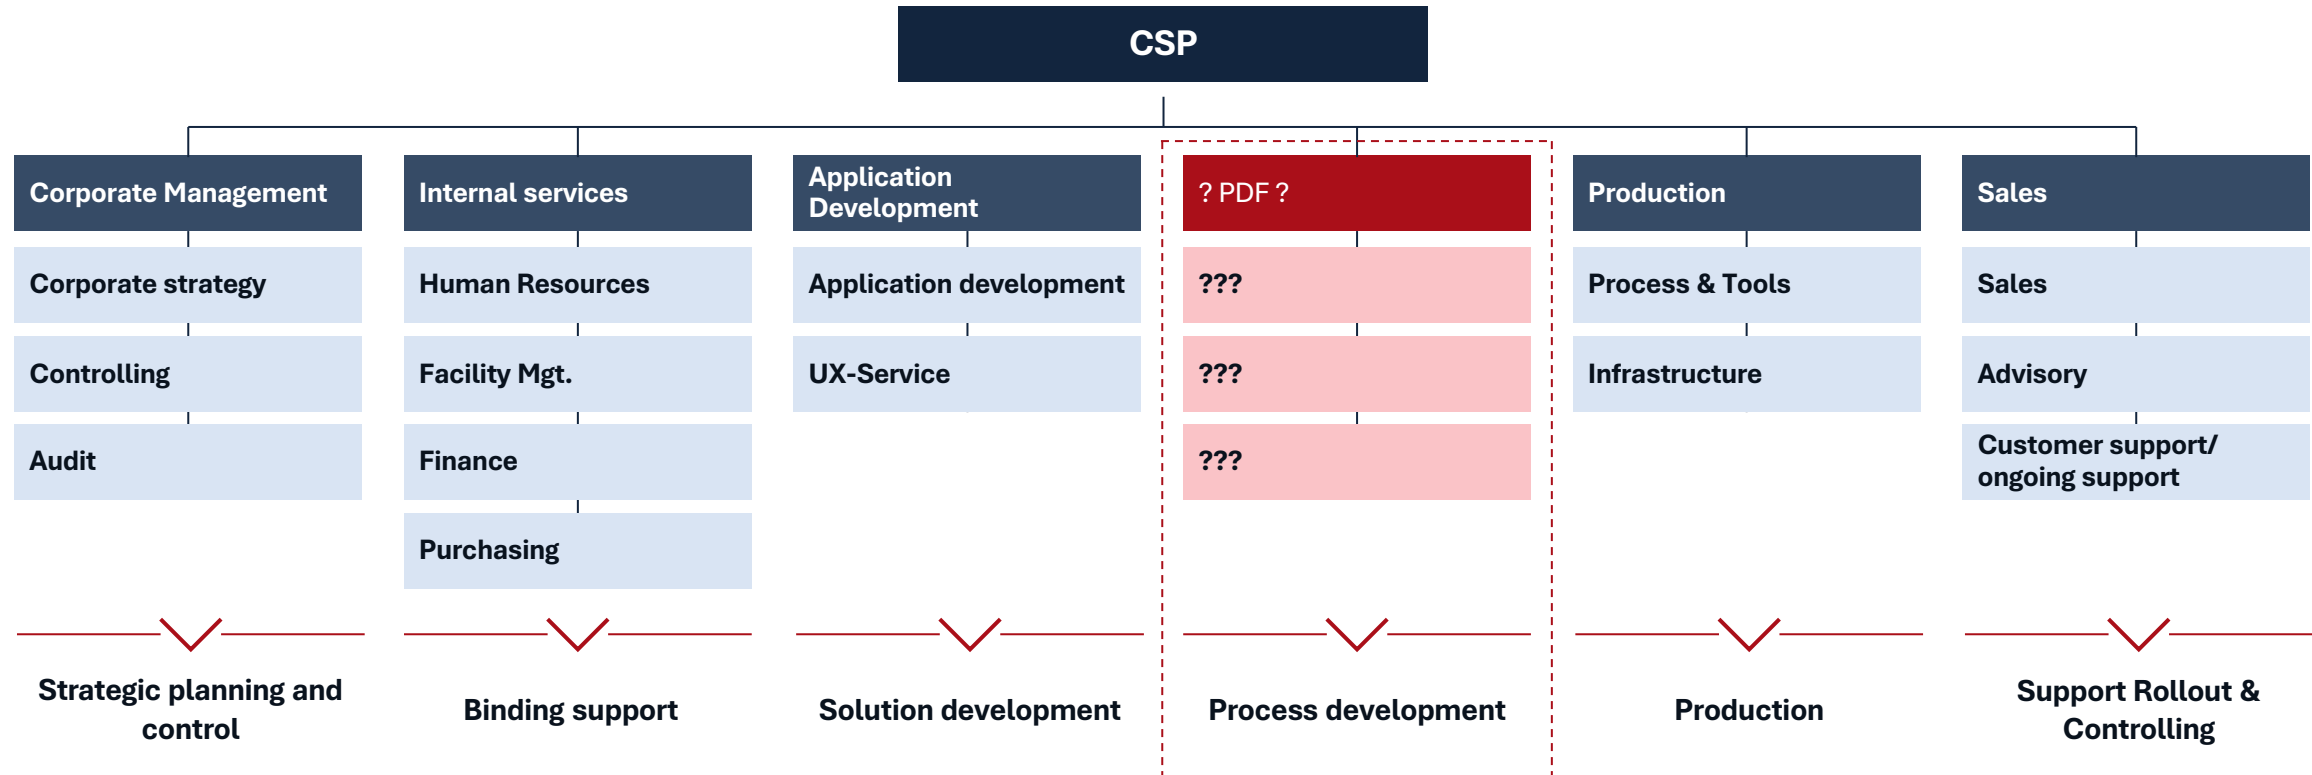 CSP
Corporate Management
Corporate strategy
Controlling
Audit
Strategic planning and
control
Internal services
Human Resources
Facility Mgt.
Finance
Purchasing
Binding support
Application
Development
Application development
UX-Service
Solution development
? PDF ?
???
???
???
Process development
Production
Process & Tools
Infrastructure
Production
Sales
Sales
Advisory
Customer support/
ongoing support
Support Rollout &
Controlling